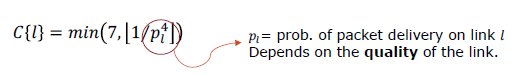 C{l} = min(7, ⌊1/p_l^4⌋)
p_l= prob. of packet delivery on link l
Depends on the quality of the link.